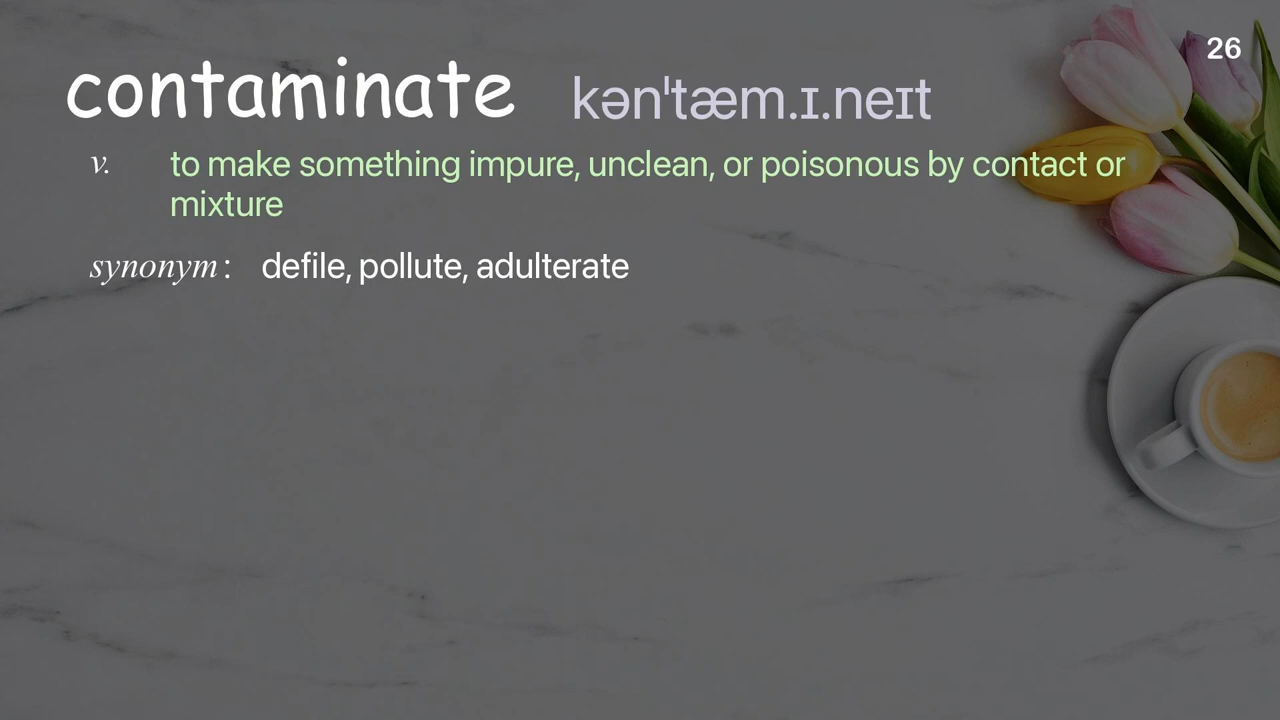 26
contaminate kənˈtæm.ɪ.neɪt
v. to make something impure, unclean, or poisonous by contact or
mixture
synonym: defile, pollute, adulterate